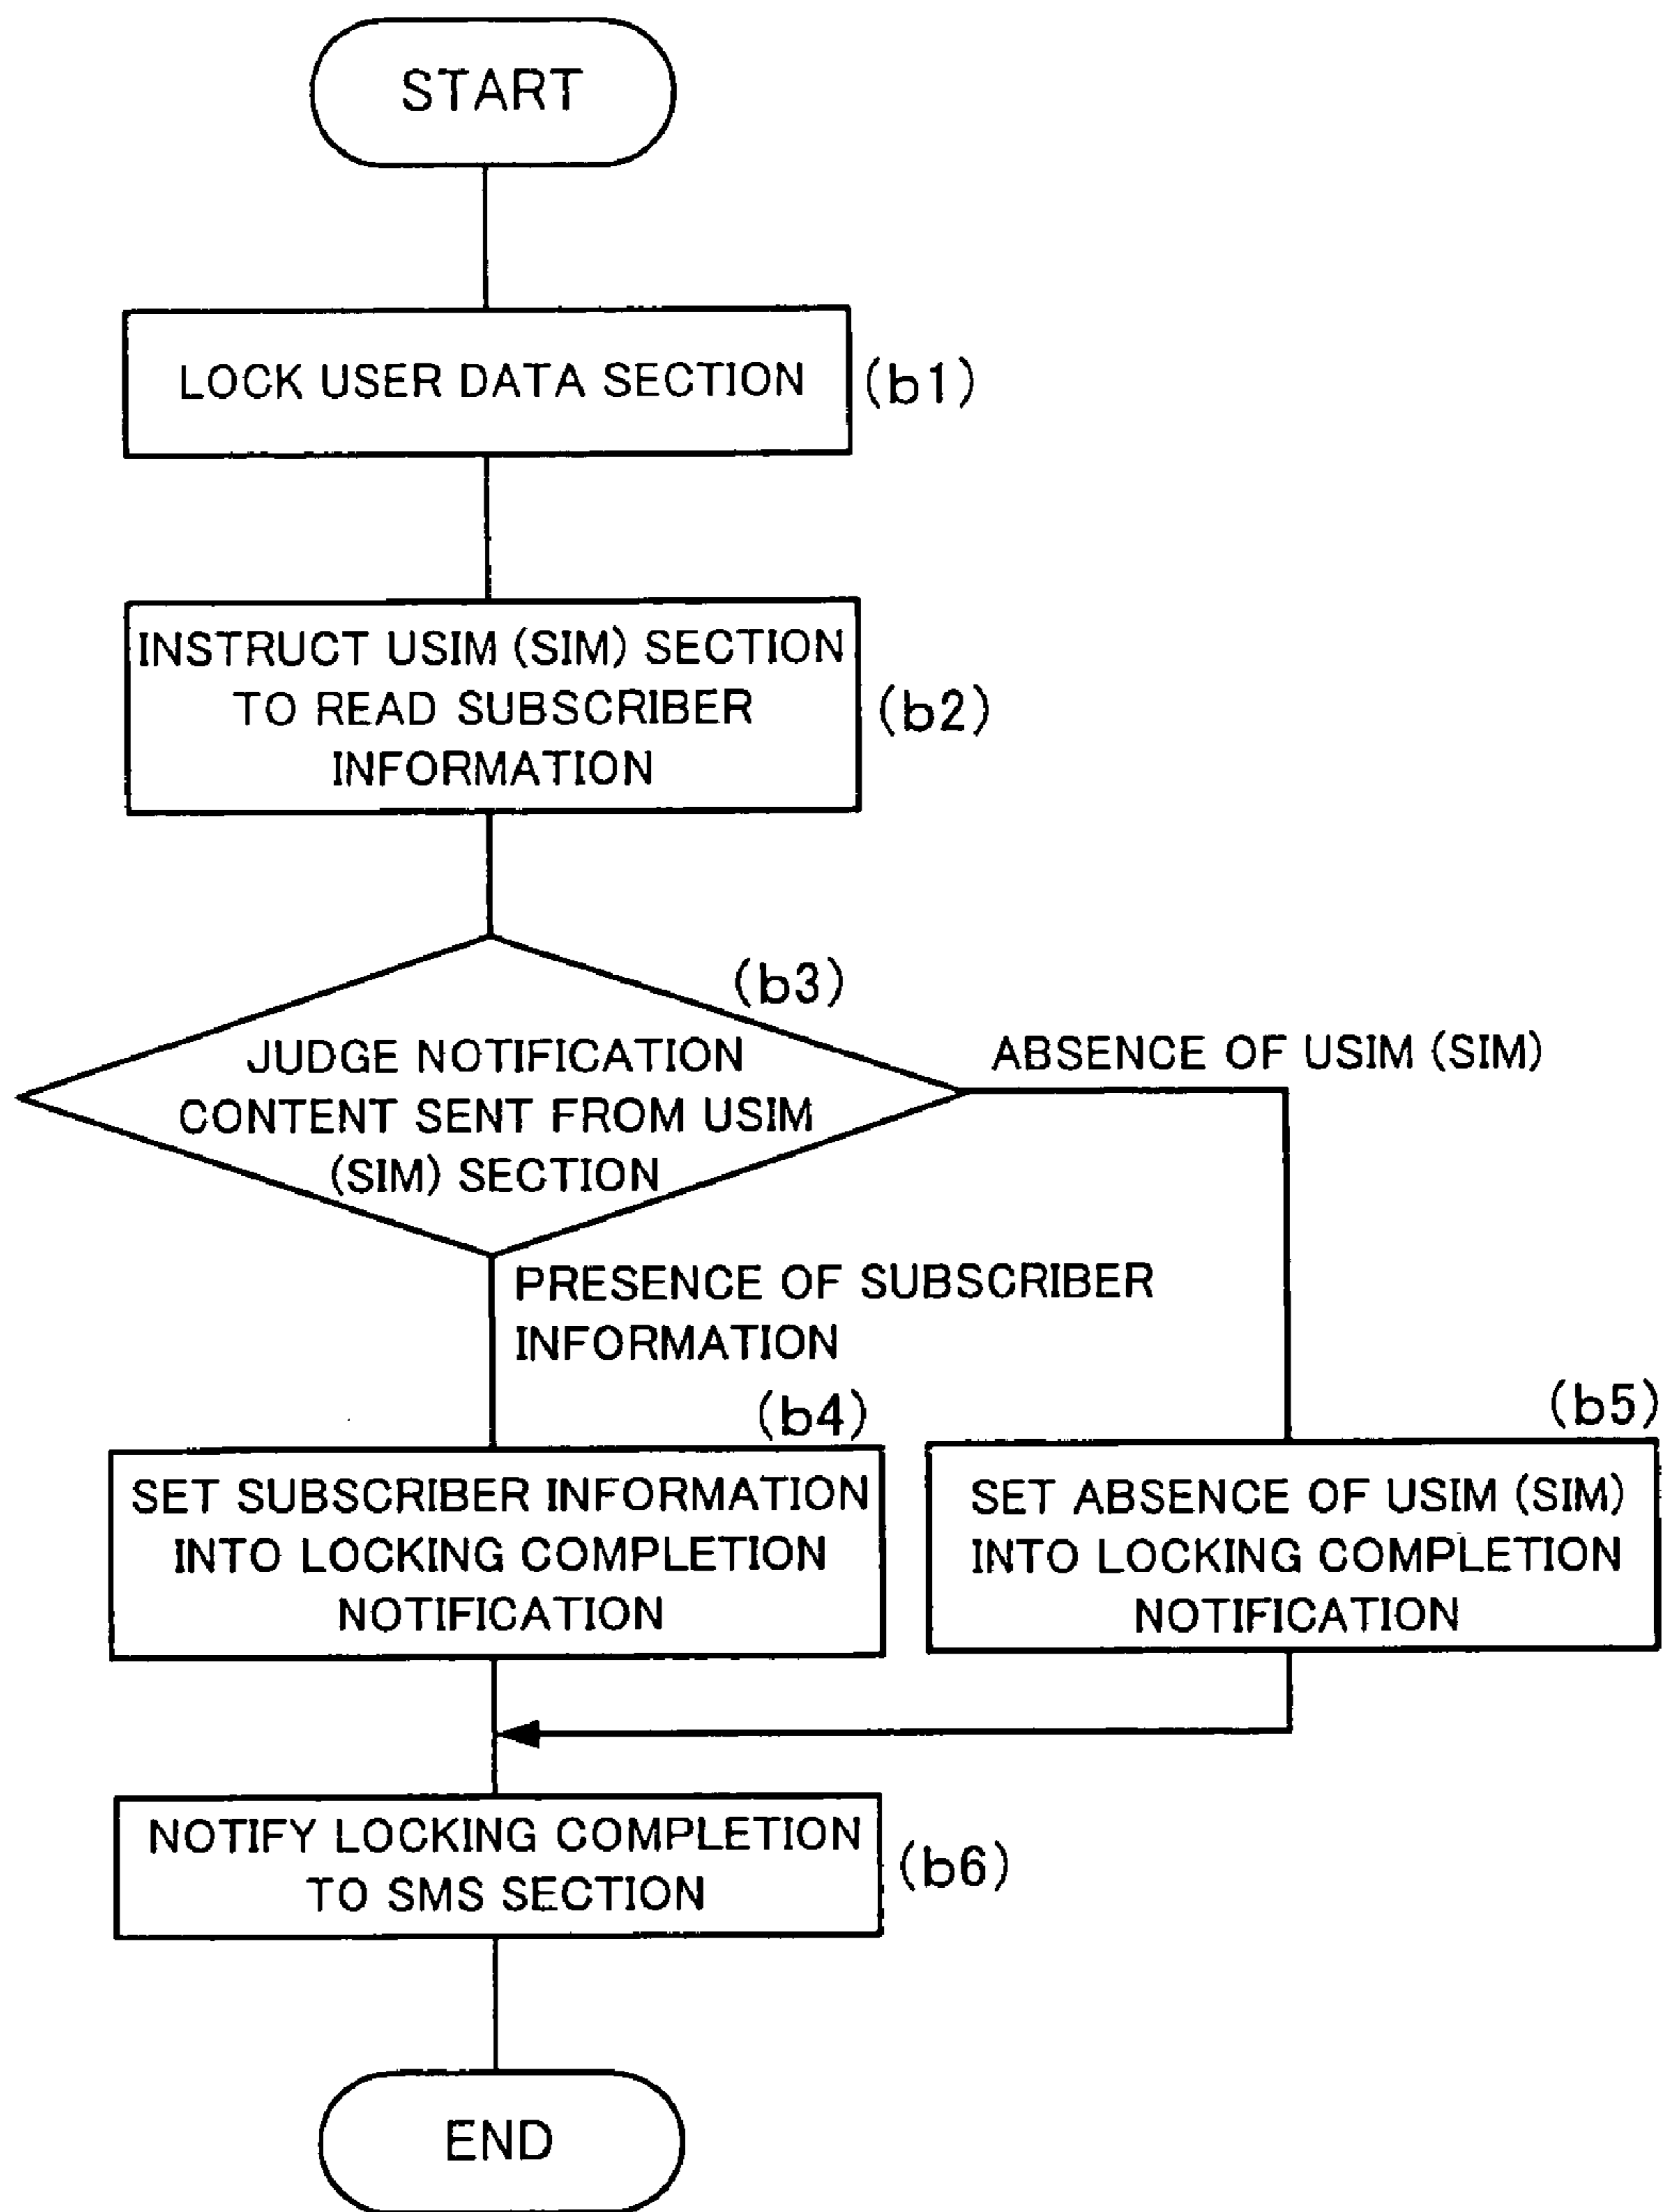 START
LOCK USER DATA SECTION
(b1)
INSTRUCT USIM (SIM) SECTION
TO READ SUBSCRIBER
INFORMATION
(b2)
(b3)
JUDGE NOTIFICATION
CONTENT SENT FROM USIM
(SIM) SECTION
ABSENCE OF USIM (SIM)
PRESENCE OF SUBSCRIBER
INFORMATION
(b4)
SET SUBSCRIBER INFORMATION
INTO LOCKING COMPLETION
NOTIFICATION
(b5)
SET ABSENCE OF USIM (SIM)
INTO LOCKING COMPLETION
NOTIFICATION
NOTIFY LOCKING COMPLETION
TO SMS SECTION
(b6)
END